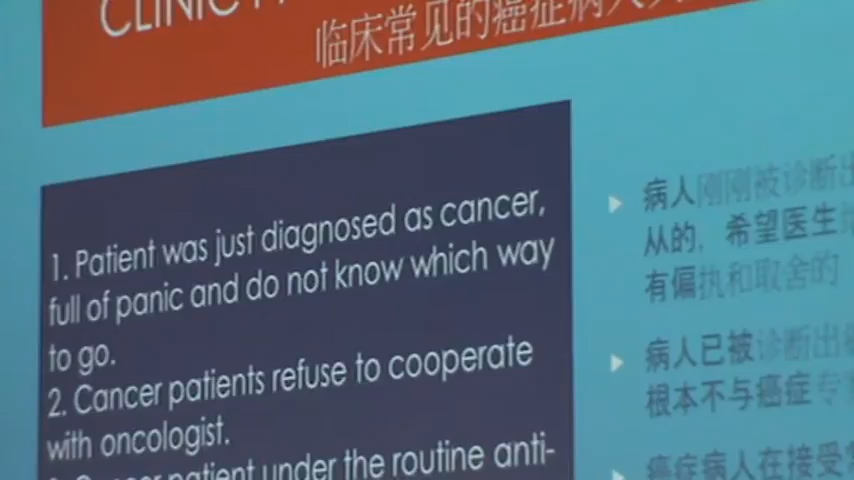 CLINIC
临床常见的癌症病人
1. Patient was just diagnosed as cancer,
full of panic and do not know which way
to go.
2. Cancer patients refuse to cooperate
with oncologist.
Cancer patient under the routine anti-
病人刚刚被诊断出
从的，希望医生
有偏执和取舍的
病人已被诊断出
根本不与癌症专
癌症病人在接受常